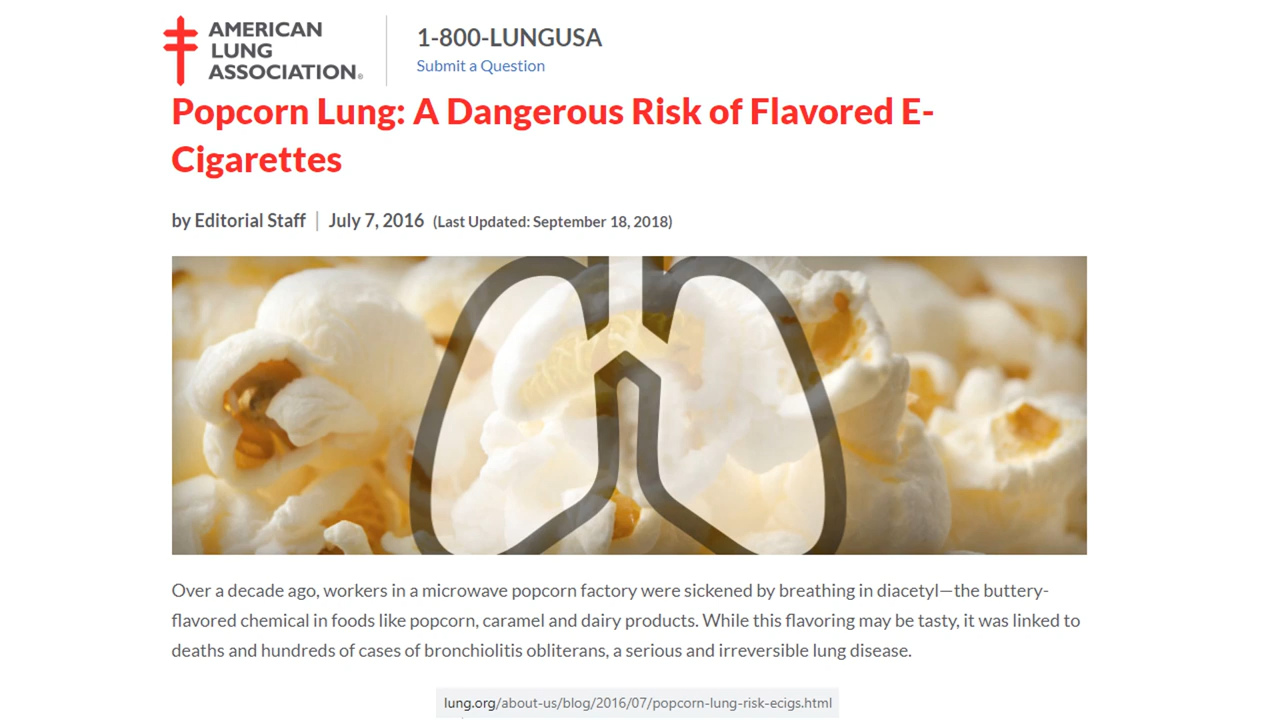 AMERICAN
LUNG
ASSOCIATION®
1-800-LUNGUSA
Submit a Question
Popcorn Lung: A Dangerous Risk of Flavored E-
Cigarettes
by Editorial Staff | July 7, 2016 (Last Updated: September 18, 2018)
Over a decade ago, workers in a microwave popcorn factory were sickened by breathing in diacetyl—the buttery-
flavored chemical in foods like popcorn, caramel and dairy products. While this flavoring may be tasty, it was linked to
deaths and hundreds of cases of bronchiolitis obliterans, a serious and irreversible lung disease.
lung.org/about-us/blog/2016/07/popcorn-lung-risk-ecigs.html